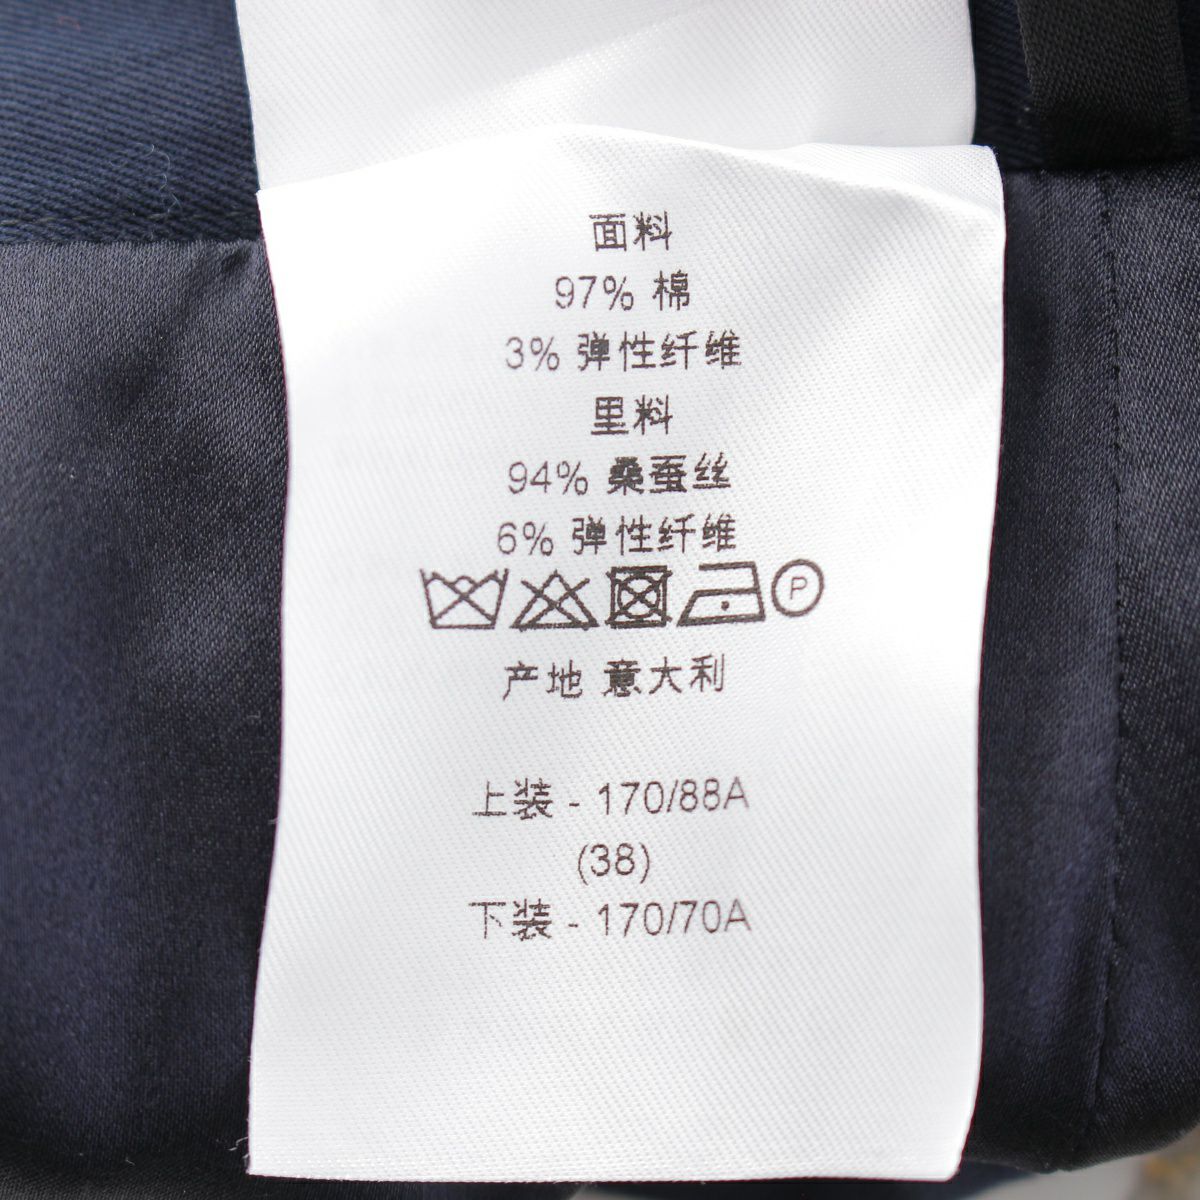 面料
97% 棉
3% 弹性纤维
里料
94% 桑蚕丝
6% 弹性纤维
P
产地 意大利
上装 - 170/88A
(38)
下装 - 170/70A